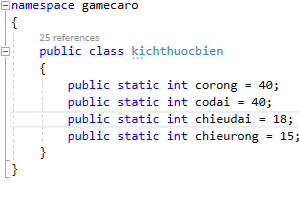 namespace gamecaro
{
25 references
public class kichthuocbien
{
public static int corong = 40;
public static int codai = 40;
public static int chieudai = 18;
public static int chieurong = 15;
}
}